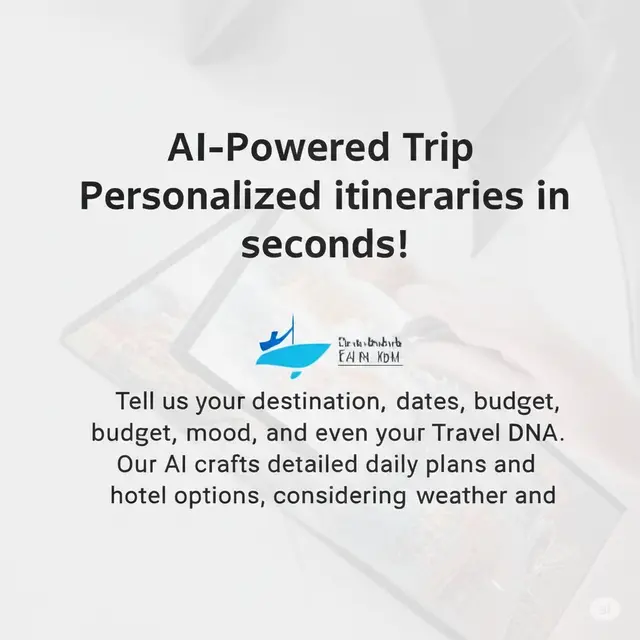 AI-Powered Trip
Personalized itineraries in
seconds!
Tell us your destination, dates, budget,
budget, mood, and even your Travel DNA.
Our AI crafts detailed daily plans and
hotel options, considering weather and